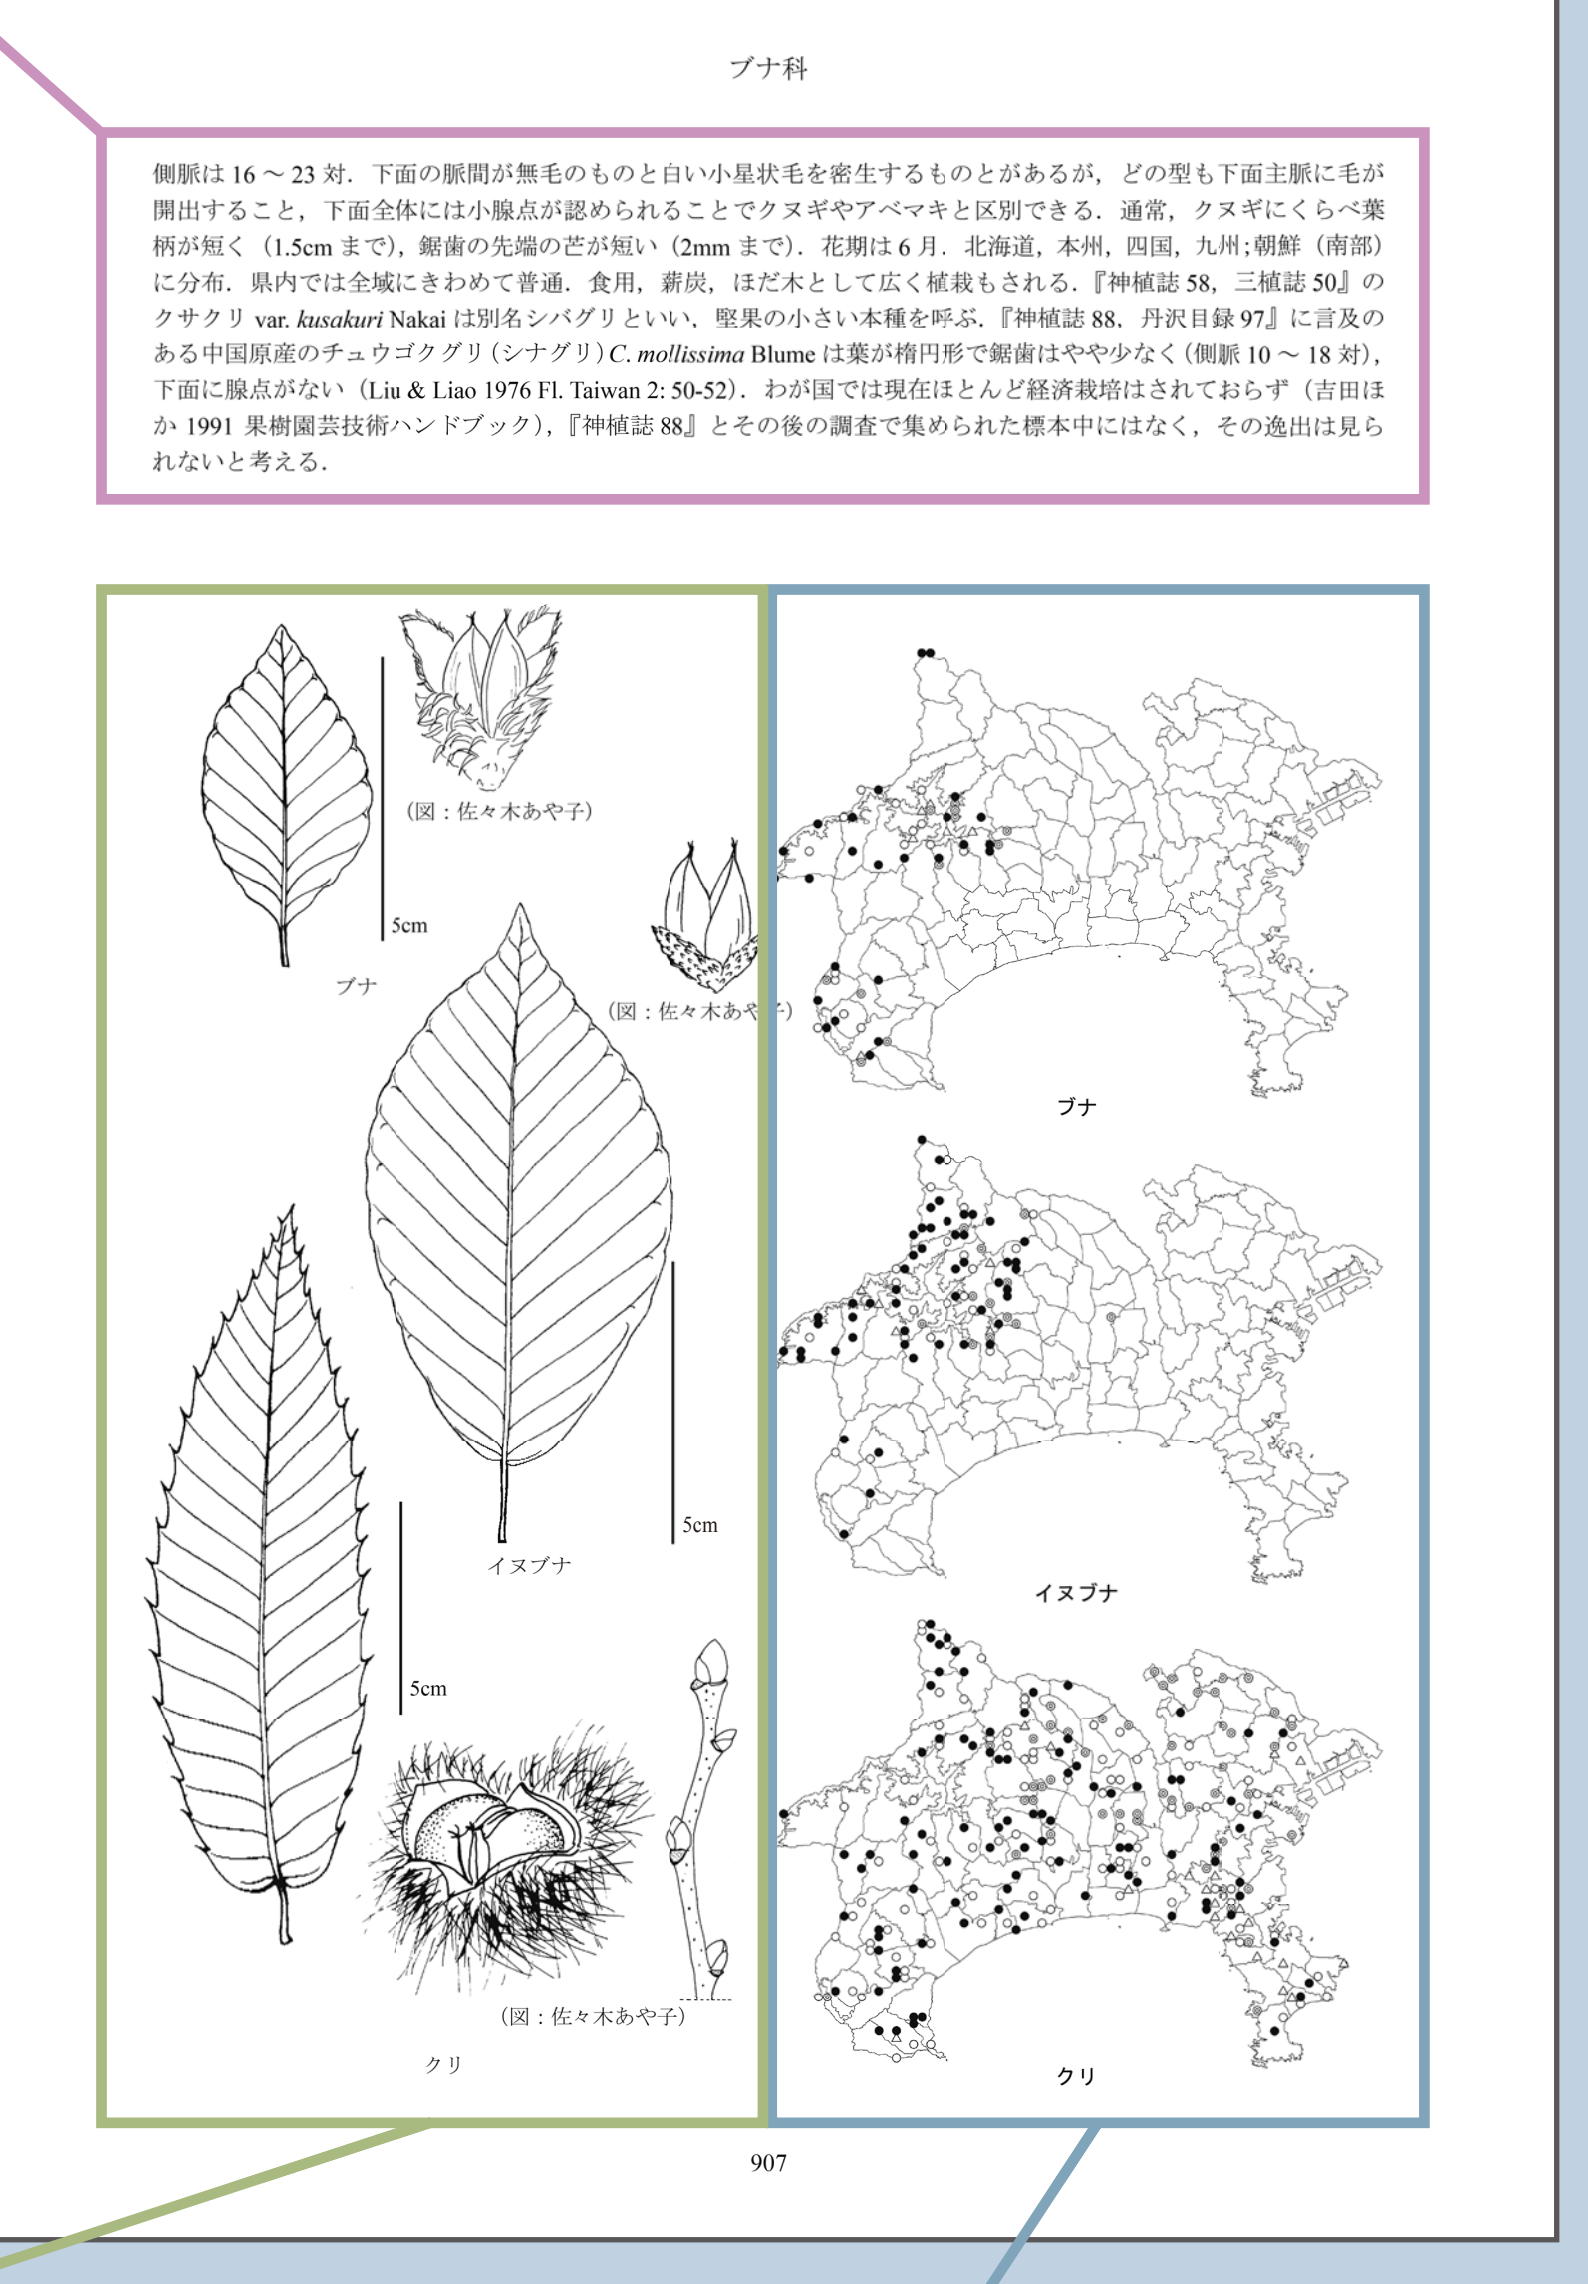 ブナ科
側脈は 16 ～ 23 対．下面の脈間が無毛のものと白い小星状毛を密生するものとがあるが，どの型も下面主脈に毛が
開出すること，下面全体には小腺点が認められることでクヌギやアベマキと区別できる．通常，クヌギにくらべ葉
柄が短く（1.5cm まで），鋸歯の先端の芒が短い（2mm まで）．花期は 6 月．北海道，本州，四国，九州；朝鮮（南部）
に分布．県内では全域にきわめて普通．食用，薪炭，ほだ木として広く植栽もされる．『神植誌 58，三植誌 50』の
クサクリ var. kusakuri Nakai は別名シバグリといい，堅果の小さい本種を呼ぶ．『神植誌 88，丹沢目録 97』に言及の
ある中国原産のチュウゴクグリ（シナグリ）C. mollissima Blume は葉が楕円形で鋸歯はやや少なく（側脈 10 ～ 18 対），
下面に腺点がない（Liu & Liao 1976 Fl. Taiwan 2: 50-52）．わが国では現在ほとんど経済栽培はされておらず（吉田ほ
か 1991 果樹園芸技術ハンドブック），『神植誌 88』とその後の調査で集められた標本中にはなく，その逸出は見ら
れないと考える．
（図：佐々木あや子）
5cm
ブナ
（図：佐々木あや子）
5cm
イヌブナ
5cm
（図：佐々木あや子）
クリ
ブナ
イヌブナ
クリ
907